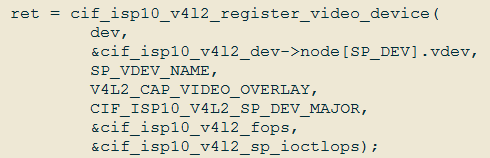 ret = cif_isp10_v4l2_register_video_device(
dev,
&cif_isp10_v4l2_dev->node[SP_DEV].vdev,
SP_VDEV_NAME,
V4L2_CAP_VIDEO_OVERLAY,
CIF_ISP10_V4L2_SP_DEV_MAJOR,
&cif_isp10_v4l2_fops,
&cif_isp10_v4l2_sp_ioctlops);